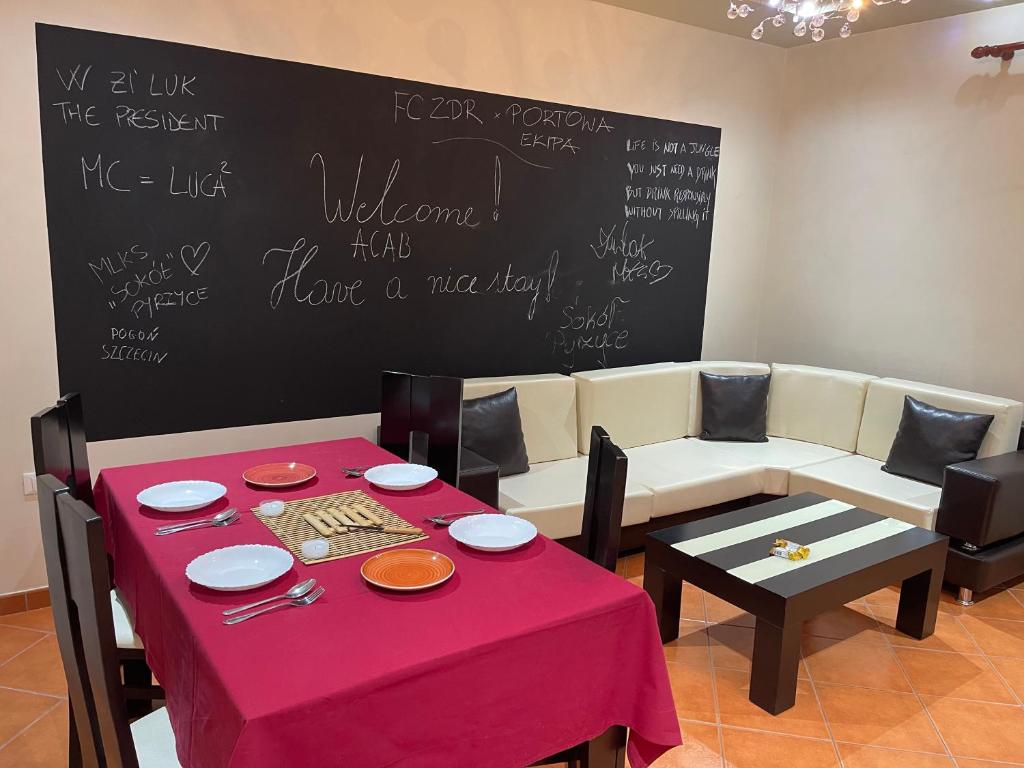 W ZI LUK
THE PRESIDENT
MC = LUCA²
MLKS
"SOKÓŁ" ♡
PYRZYCE
POGOŃ
SZCZECIN
FC ZDR × PORTOWA
EKIPA
Welcome!
ACAB
Have a nice stay!
LIFE IS NOT A JUNGLE
YOU JUST NEED A DRINK
BUT DRINK RESPONSIBLY
WITHOUT SPILLING IT
SOKÓŁ
Pyrzyce